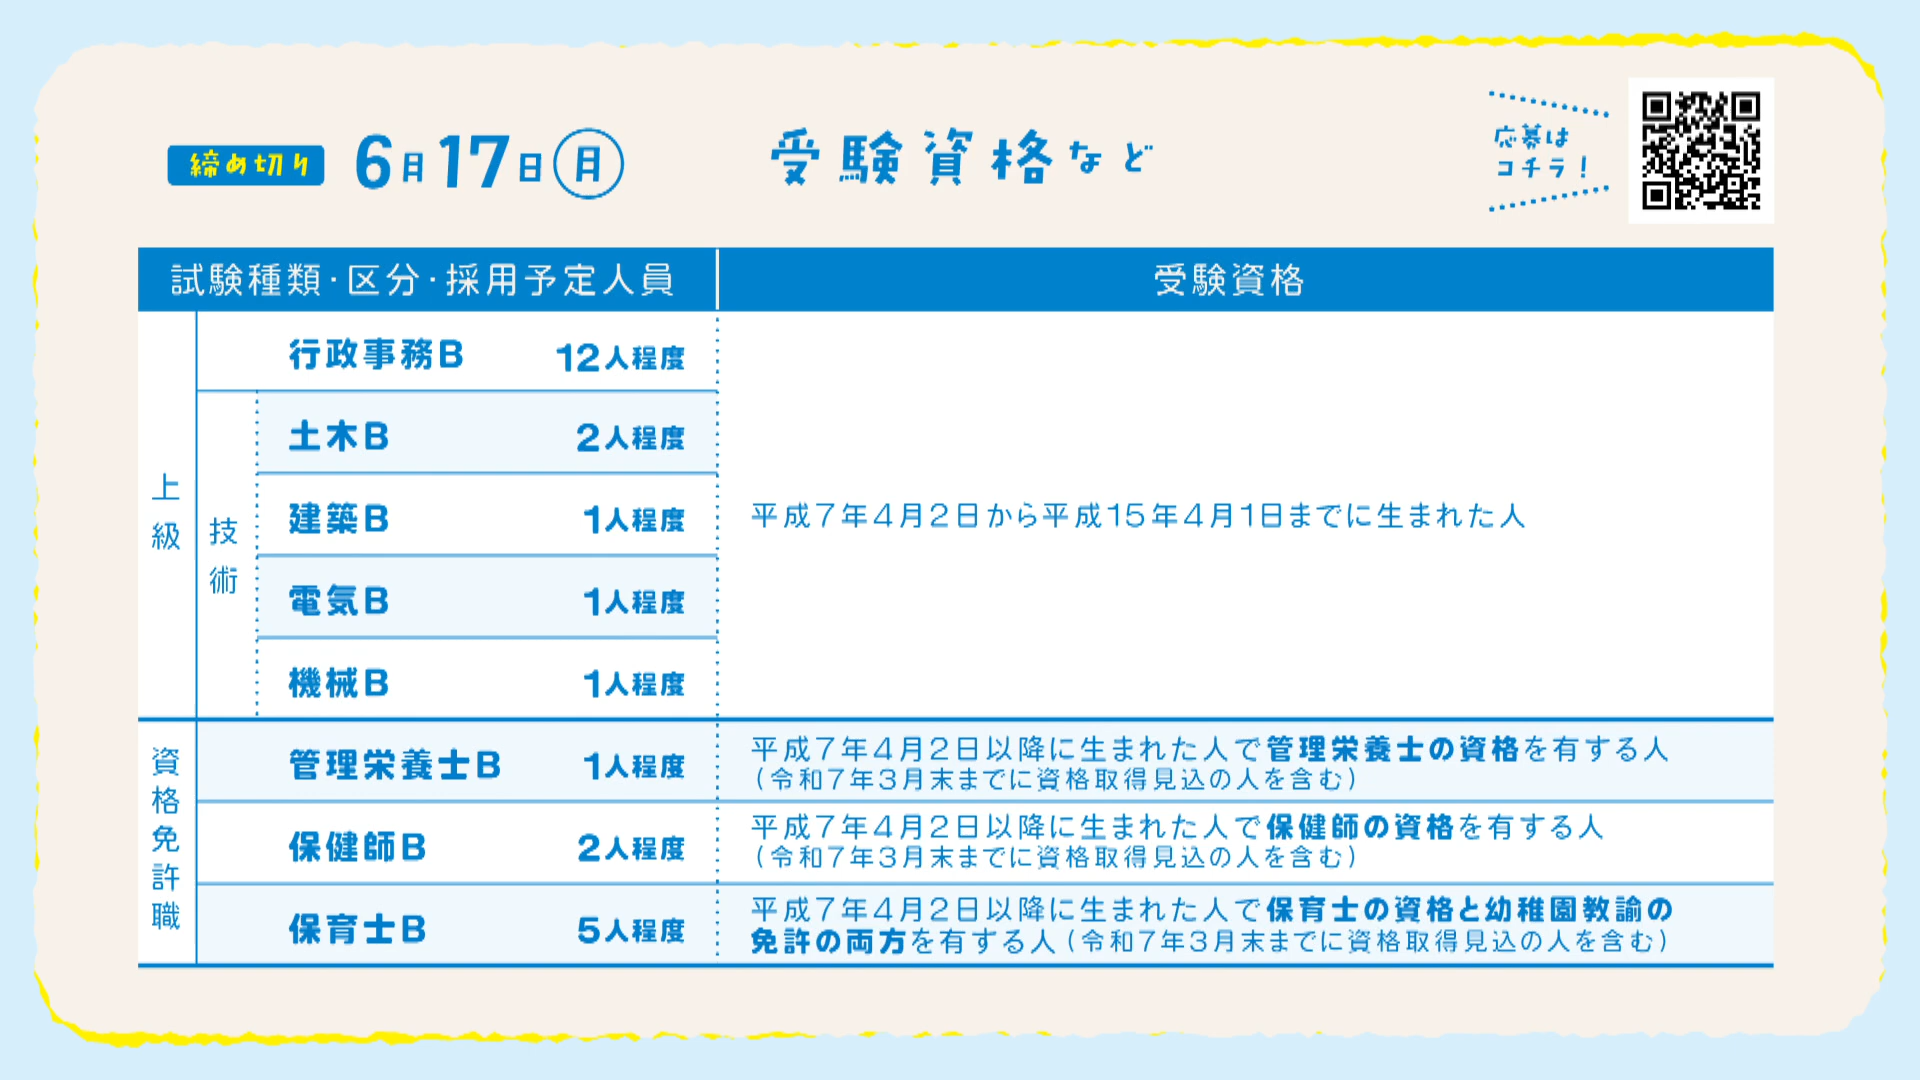 締め切り 6月17日㊊ 受験資格など
応募は
コチラ!
試験種類・区分・採用予定人員 受験資格
上級
行政事務B 12人程度
技術
土木B 2人程度
建築B 1人程度
電気B 1人程度
機械B 1人程度
平成7年4月2日から平成15年4月1日までに生まれた人
資格免許職
管理栄養士B 1人程度
平成7年4月2日以降に生まれた人で管理栄養士の資格を有する人
(令和7年3月末までに資格取得見込の人を含む)
保健師B 2人程度
平成7年4月2日以降に生まれた人で保健師の資格を有する人
(令和7年3月末までに資格取得見込の人を含む)
保育士B 5人程度
平成7年4月2日以降に生まれた人で保育士の資格と幼稚園教諭の
免許の両方を有する人(令和7年3月末までに資格取得見込の人を含む)